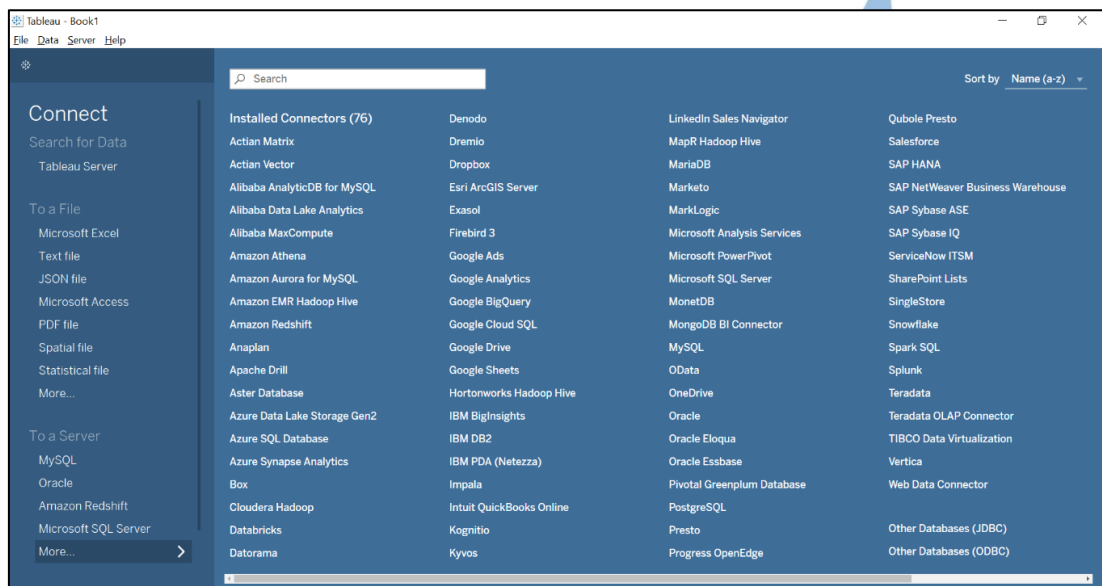 Tableau - Book1
File Data Server Help
Connect
Search for Data
Tableau Server
To a File
Microsoft Excel
Text file
JSON file
Microsoft Access
PDF file
Spatial file
Statistical file
More...
To a Server
MySQL
Oracle
Amazon Redshift
Microsoft SQL Server
More...
Search
Sort by Name (a-z)
Installed Connectors (76)
Actian Matrix
Actian Vector
Alibaba AnalyticDB for MySQL
Alibaba Data Lake Analytics
Alibaba MaxCompute
Amazon Athena
Amazon Aurora for MySQL
Amazon EMR Hadoop Hive
Amazon Redshift
Anaplan
Apache Drill
Aster Database
Azure Data Lake Storage Gen2
Azure SQL Database
Azure Synapse Analytics
Box
Cloudera Hadoop
Databricks
Datorama
Denodo
Dremio
Dropbox
Esri ArcGIS Server
Exasol
Firebird 3
Google Ads
Google Analytics
Google BigQuery
Google Cloud SQL
Google Drive
Google Sheets
Hortonworks Hadoop Hive
IBM BigInsights
IBM DB2
IBM PDA (Netezza)
Impala
Intuit QuickBooks Online
Kognitio
Kyvos
LinkedIn Sales Navigator
MapR Hadoop Hive
MariaDB
Marketo
MarkLogic
Microsoft Analysis Services
Microsoft PowerPivot
Microsoft SQL Server
MonetDB
MongoDB BI Connector
MySQL
OData
OneDrive
Oracle
Oracle Eloqua
Oracle Essbase
Pivotal Greenplum Database
PostgreSQL
Presto
Progress OpenEdge
Qubole Presto
Salesforce
SAP HANA
SAP NetWeaver Business Warehouse
SAP Sybase ASE
SAP Sybase IQ
ServiceNow ITSM
SharePoint Lists
SingleStore
Snowflake
Spark SQL
Splunk
Teradata
Teradata OLAP Connector
TIBCO Data Virtualization
Vertica
Web Data Connector
Other Databases (JDBC)
Other Databases (ODBC)